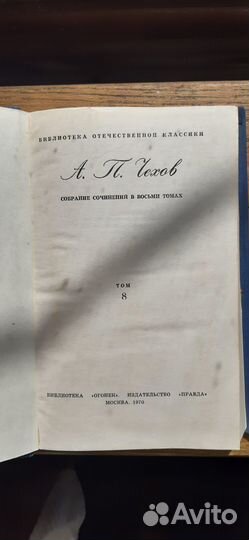 БИБЛИОТЕКА ОТЕЧЕСТВЕННОЙ КЛАССИКИ
А. П. Чехов
СОБРАНИЕ СОЧИНЕНИЙ В ВОСЬМИ ТОМАХ
ТОМ
8
БИБЛИОТЕКА «ОГОНЕК». ИЗДАТЕЛЬСТВО «ПРАВДА»
МОСКВА. 1970
Avito